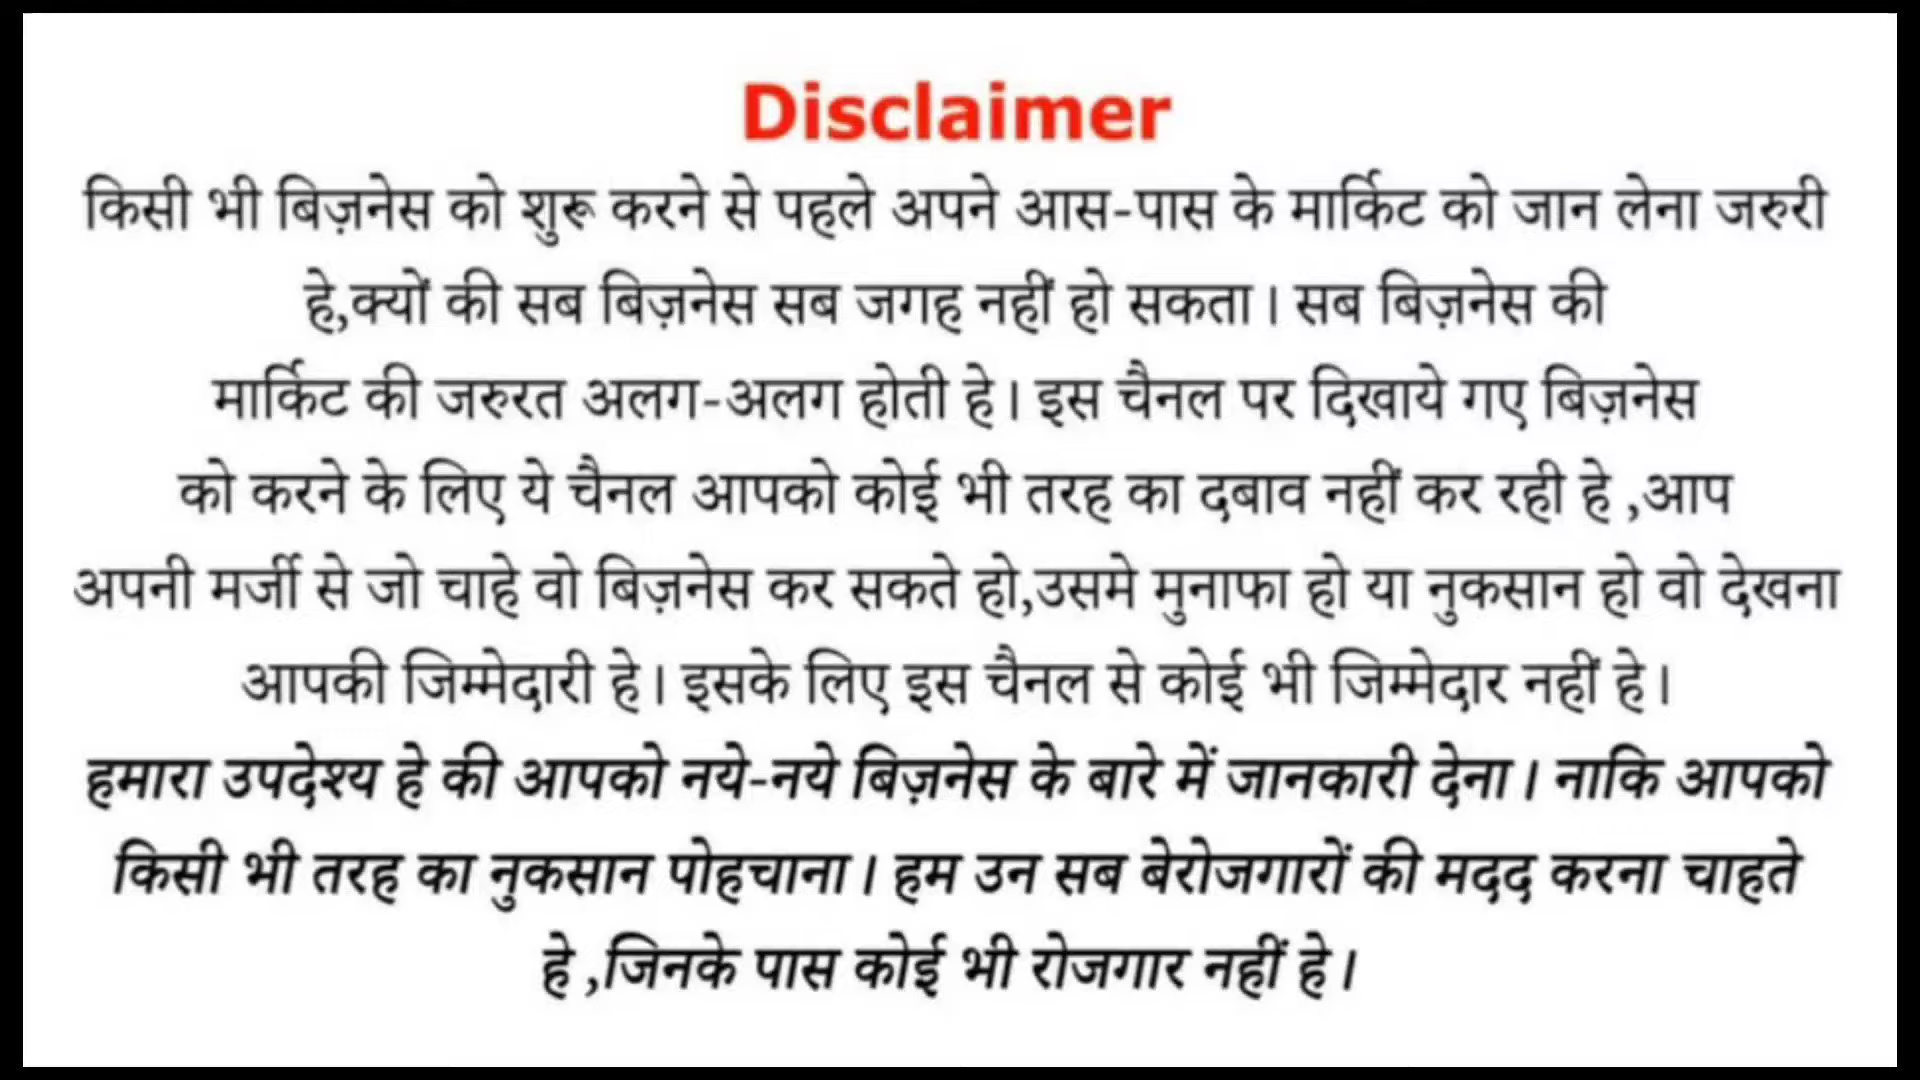 Disclaimer
किसी भी बिज़नेस को शुरू करने से पहले अपने आस-पास के मार्किट को जान लेना जरुरी
हे,क्यों की सब बिज़नेस सब जगह नहीं हो सकता। सब बिज़नेस की
मार्किट की जरुरत अलग-अलग होती हे। इस चैनल पर दिखाये गए बिज़नेस
को करने के लिए ये चैनल आपको कोई भी तरह का दबाव नहीं कर रही हे ,आप
अपनी मर्जी से जो चाहे वो बिज़नेस कर सकते हो,उसमे मुनाफा हो या नुकसान हो वो देखना
आपकी जिम्मेदारी हे। इसके लिए इस चैनल से कोई भी जिम्मेदार नहीं हे।
हमारा उपदेश्य हे की आपको नये-नये बिज़नेस के बारे में जानकारी देना। नाकि आपको
किसी भी तरह का नुकसान पोहचाना। हम उन सब बेरोजगारों की मदद करना चाहते
हे ,जिनके पास कोई भी रोजगार नहीं हे।